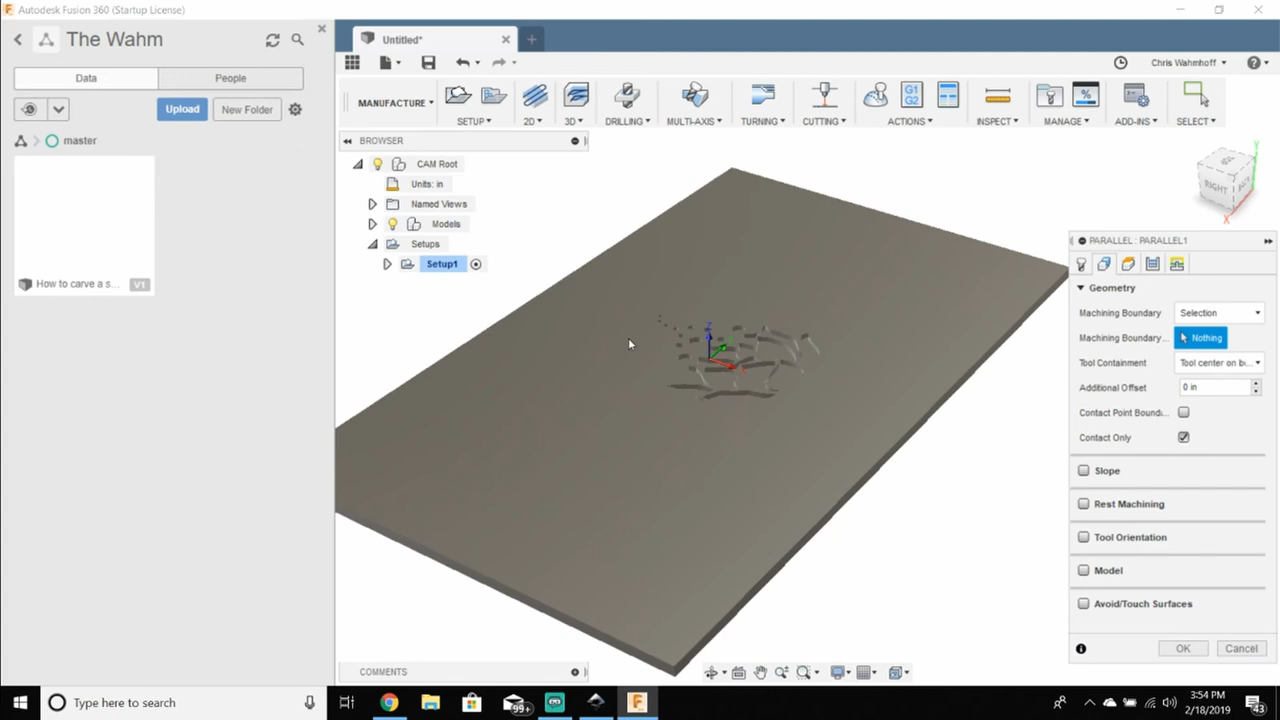 Autodesk Fusion 360 (Startup License)
The Wahm
Data
People
Upload
New Folder
master
How to carve a s...
V1
Untitled*
Chris Wahmhoff
MANUFACTURE
SETUP
2D
3D
DRILLING
MULTI-AXIS
TURNING
CUTTING
G1
G2
ACTIONS
INSPECT
%
MANAGE
ADD-INS
SELECT
BROWSER
CAM Root
Units: in
Named Views
Models
Setups
Setup1
Z
Y
X
RIGHT
BACK
PARALLEL : PARALLEL1
Geometry
Machining Boundary
Selection
Machining Boundary...
Nothing
Tool Containment
Tool center on b...
Additional Offset
0 in
Contact Point Bound...
Contact Only
Slope
Rest Machining
Tool Orientation
Model
Avoid/Touch Surfaces
OK
Cancel
COMMENTS
Type here to search
99+
3:54 PM
2/18/2019